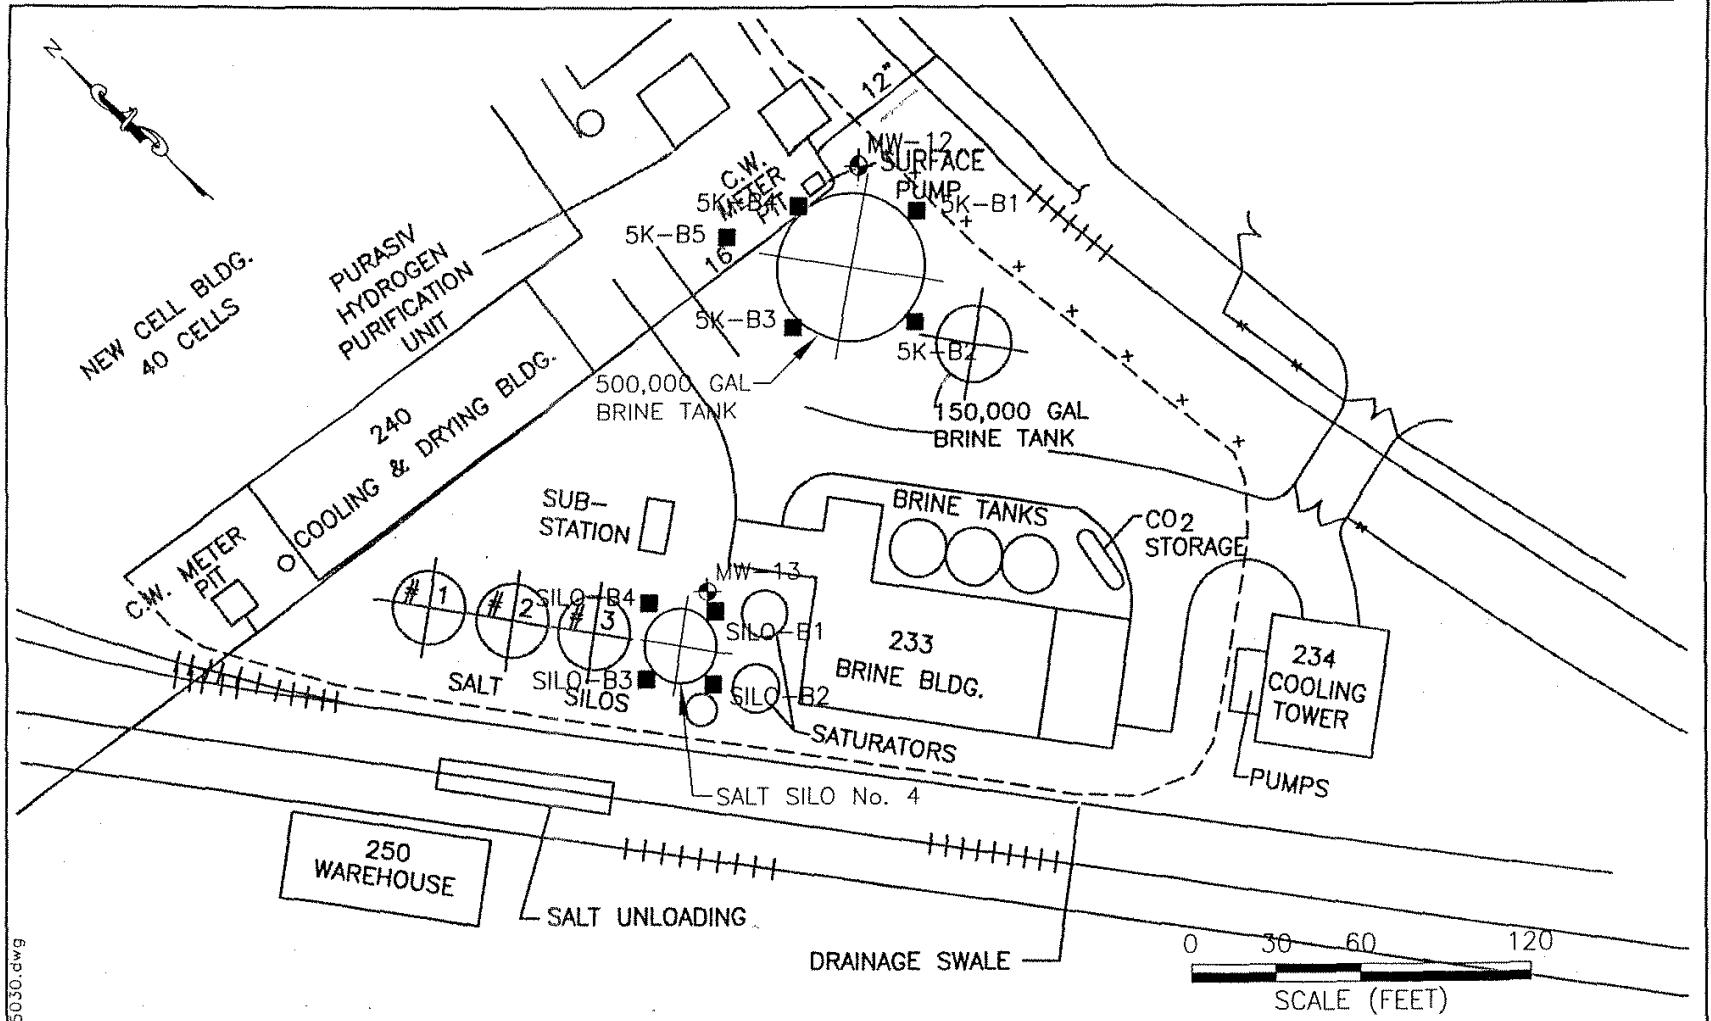 N
12"
MW-12
SURFACE
PUMP
C.W.
METER
PIT
5K-B4
5K-B1
5K-B5
16
PURASIV
HYDROGEN
PURIFICATION
UNIT
NEW CELL BLDG.
40 CELLS
5K-B3
5K-B2
500,000 GAL
BRINE TANK
150,000 GAL
BRINE TANK
240
COOLING & DRYING BLDG.
SUB-
STATION
BRINE TANKS
CO2
STORAGE
C.W. METER
PIT
MW-13
# 1
# 2
# 3
SILO-B4
SILO-B1
SILO-B3
SILO-B2
SALT
SILOS
233
BRINE BLDG.
234
COOLING
TOWER
SATURATORS
PUMPS
SALT SILO No. 4
250
WAREHOUSE
SALT UNLOADING
DRAINAGE SWALE
0 30 60 120
SCALE (FEET)
5030.dwg